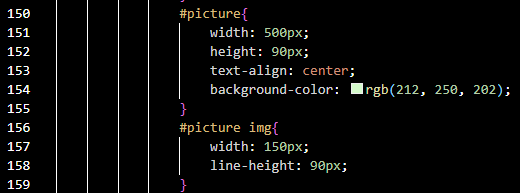 150 #picture{
151 width: 500px;
152 height: 90px;
153 text-align: center;
154 background-color: rgb(212, 250, 202);
155 }
156 #picture img{
157 width: 150px;
158 line-height: 90px;
159 }